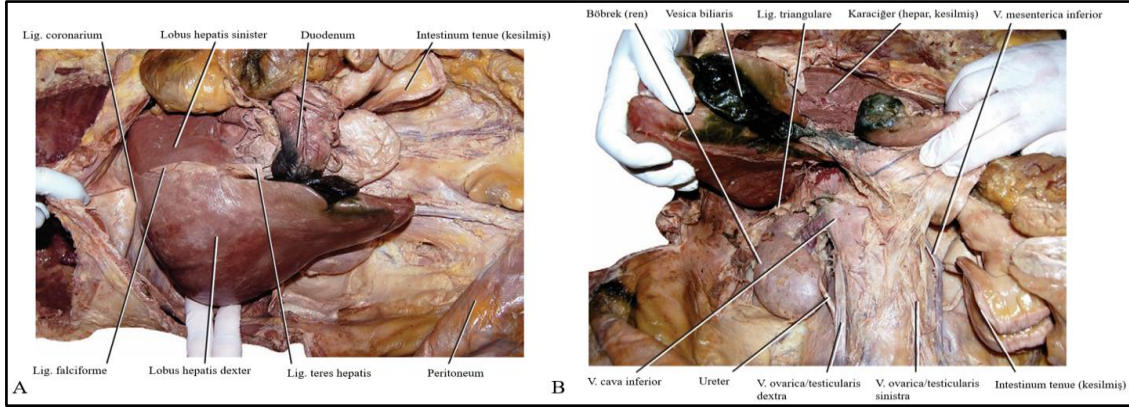 Lig. coronarium
Lobus hepatis sinister
Duodenum
Intestinum tenue (kesilmiş)
Lig. falciforme
Lobus hepatis dexter
Lig. teres hepatis
Peritoneum
A
Böbrek (ren)
Vesica biliaris
Lig. triangulare
Karaciğer (hepar, kesilmiş)
V. mesenterica inferior
V. cava inferior
Ureter
V. ovarica/testicularis
dextra
V. ovarica/testicularis
sinistra
Intestinum tenue (kesilmiş)
B